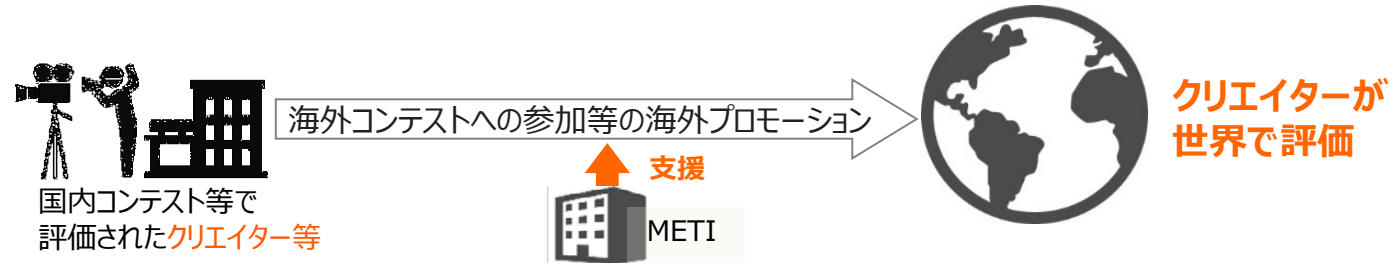 海外コンテストへの参加等の海外プロモーション
クリエイターが
世界で評価
支援
国内コンテスト等で
評価されたクリエイター等
METI